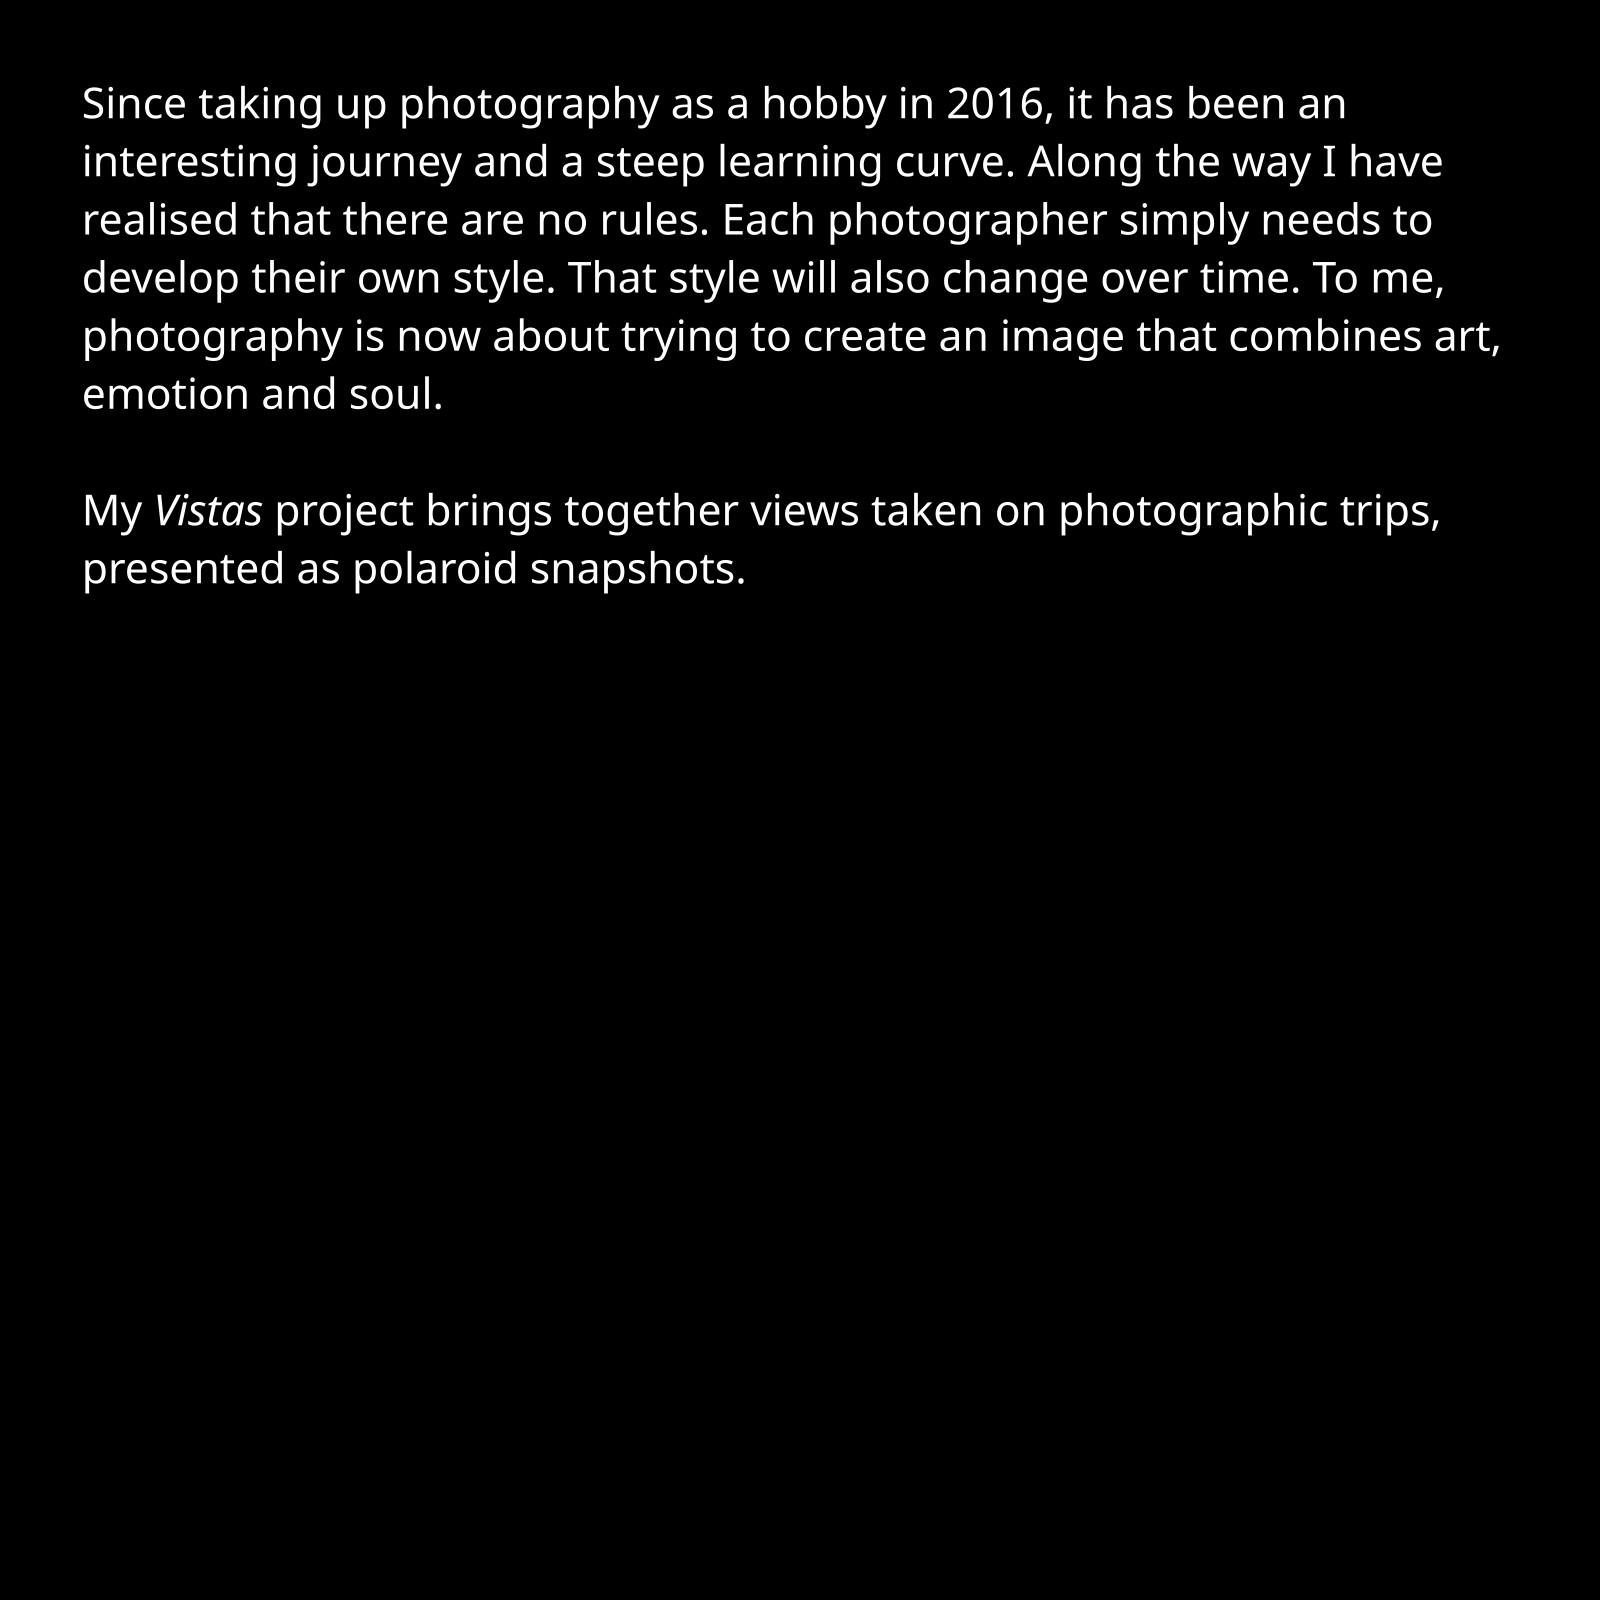 Since taking up photography as a hobby in 2016, it has been an
interesting journey and a steep learning curve. Along the way I have
realised that there are no rules. Each photographer simply needs to
develop their own style. That style will also change over time. To me,
photography is now about trying to create an image that combines art,
emotion and soul.
My Vistas project brings together views taken on photographic trips,
presented as polaroid snapshots.